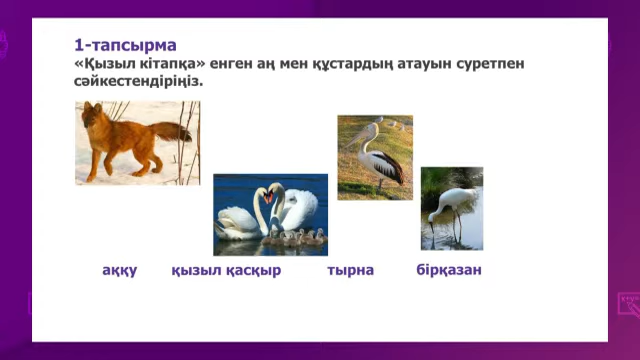 1-тапсырма
«Қызыл кітапқа» енген аң мен құстардың атауын суретпен
сәйкестендіріңіз.
аққу қызыл қасқыр тырна бірқазан